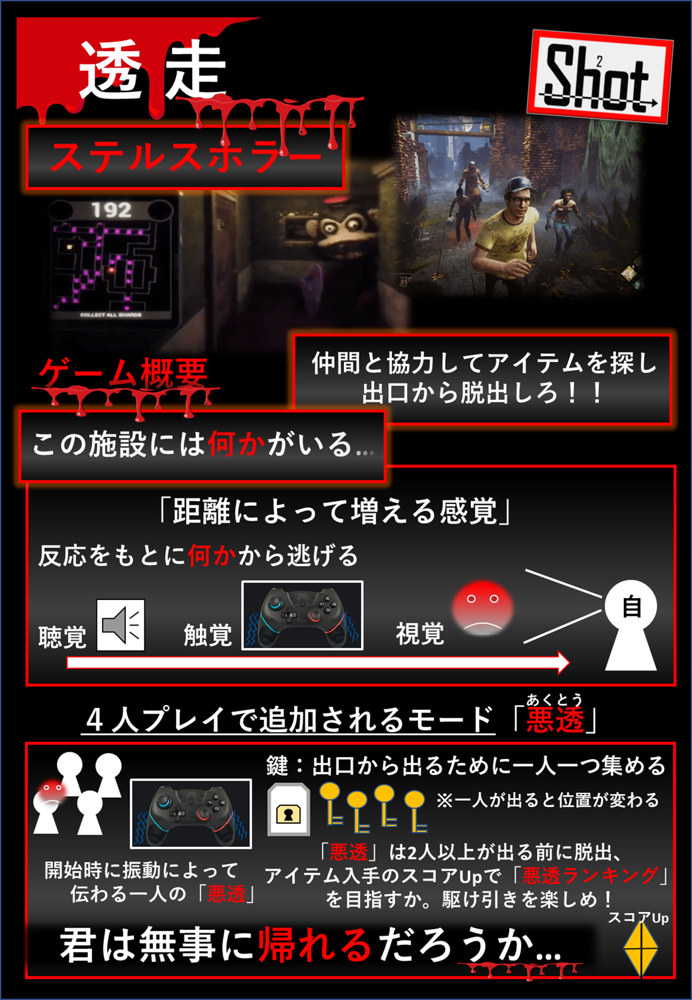 透走
Shot
2
ステルスホラー
192
COLLECT ALL SHARDS
仲間と協力してアイテムを探し
出口から脱出しろ！！
ゲーム概要
この施設には何かがいる...
「距離によって増える感覚」
反応をもとに何かから逃げる
聴覚
触覚
視覚
自
あくとう
４人プレイで追加されるモード「悪透」
鍵：出口から出るために一人一つ集める
※一人が出ると位置が変わる
開始時に振動によって
伝わる一人の「悪透」
「悪透」は2人以上が出る前に脱出、
アイテム入手のスコアUpで「悪透ランキング」
を目指すか。駆け引きを楽しめ！
スコアUp
君は無事に帰れるだろうか...